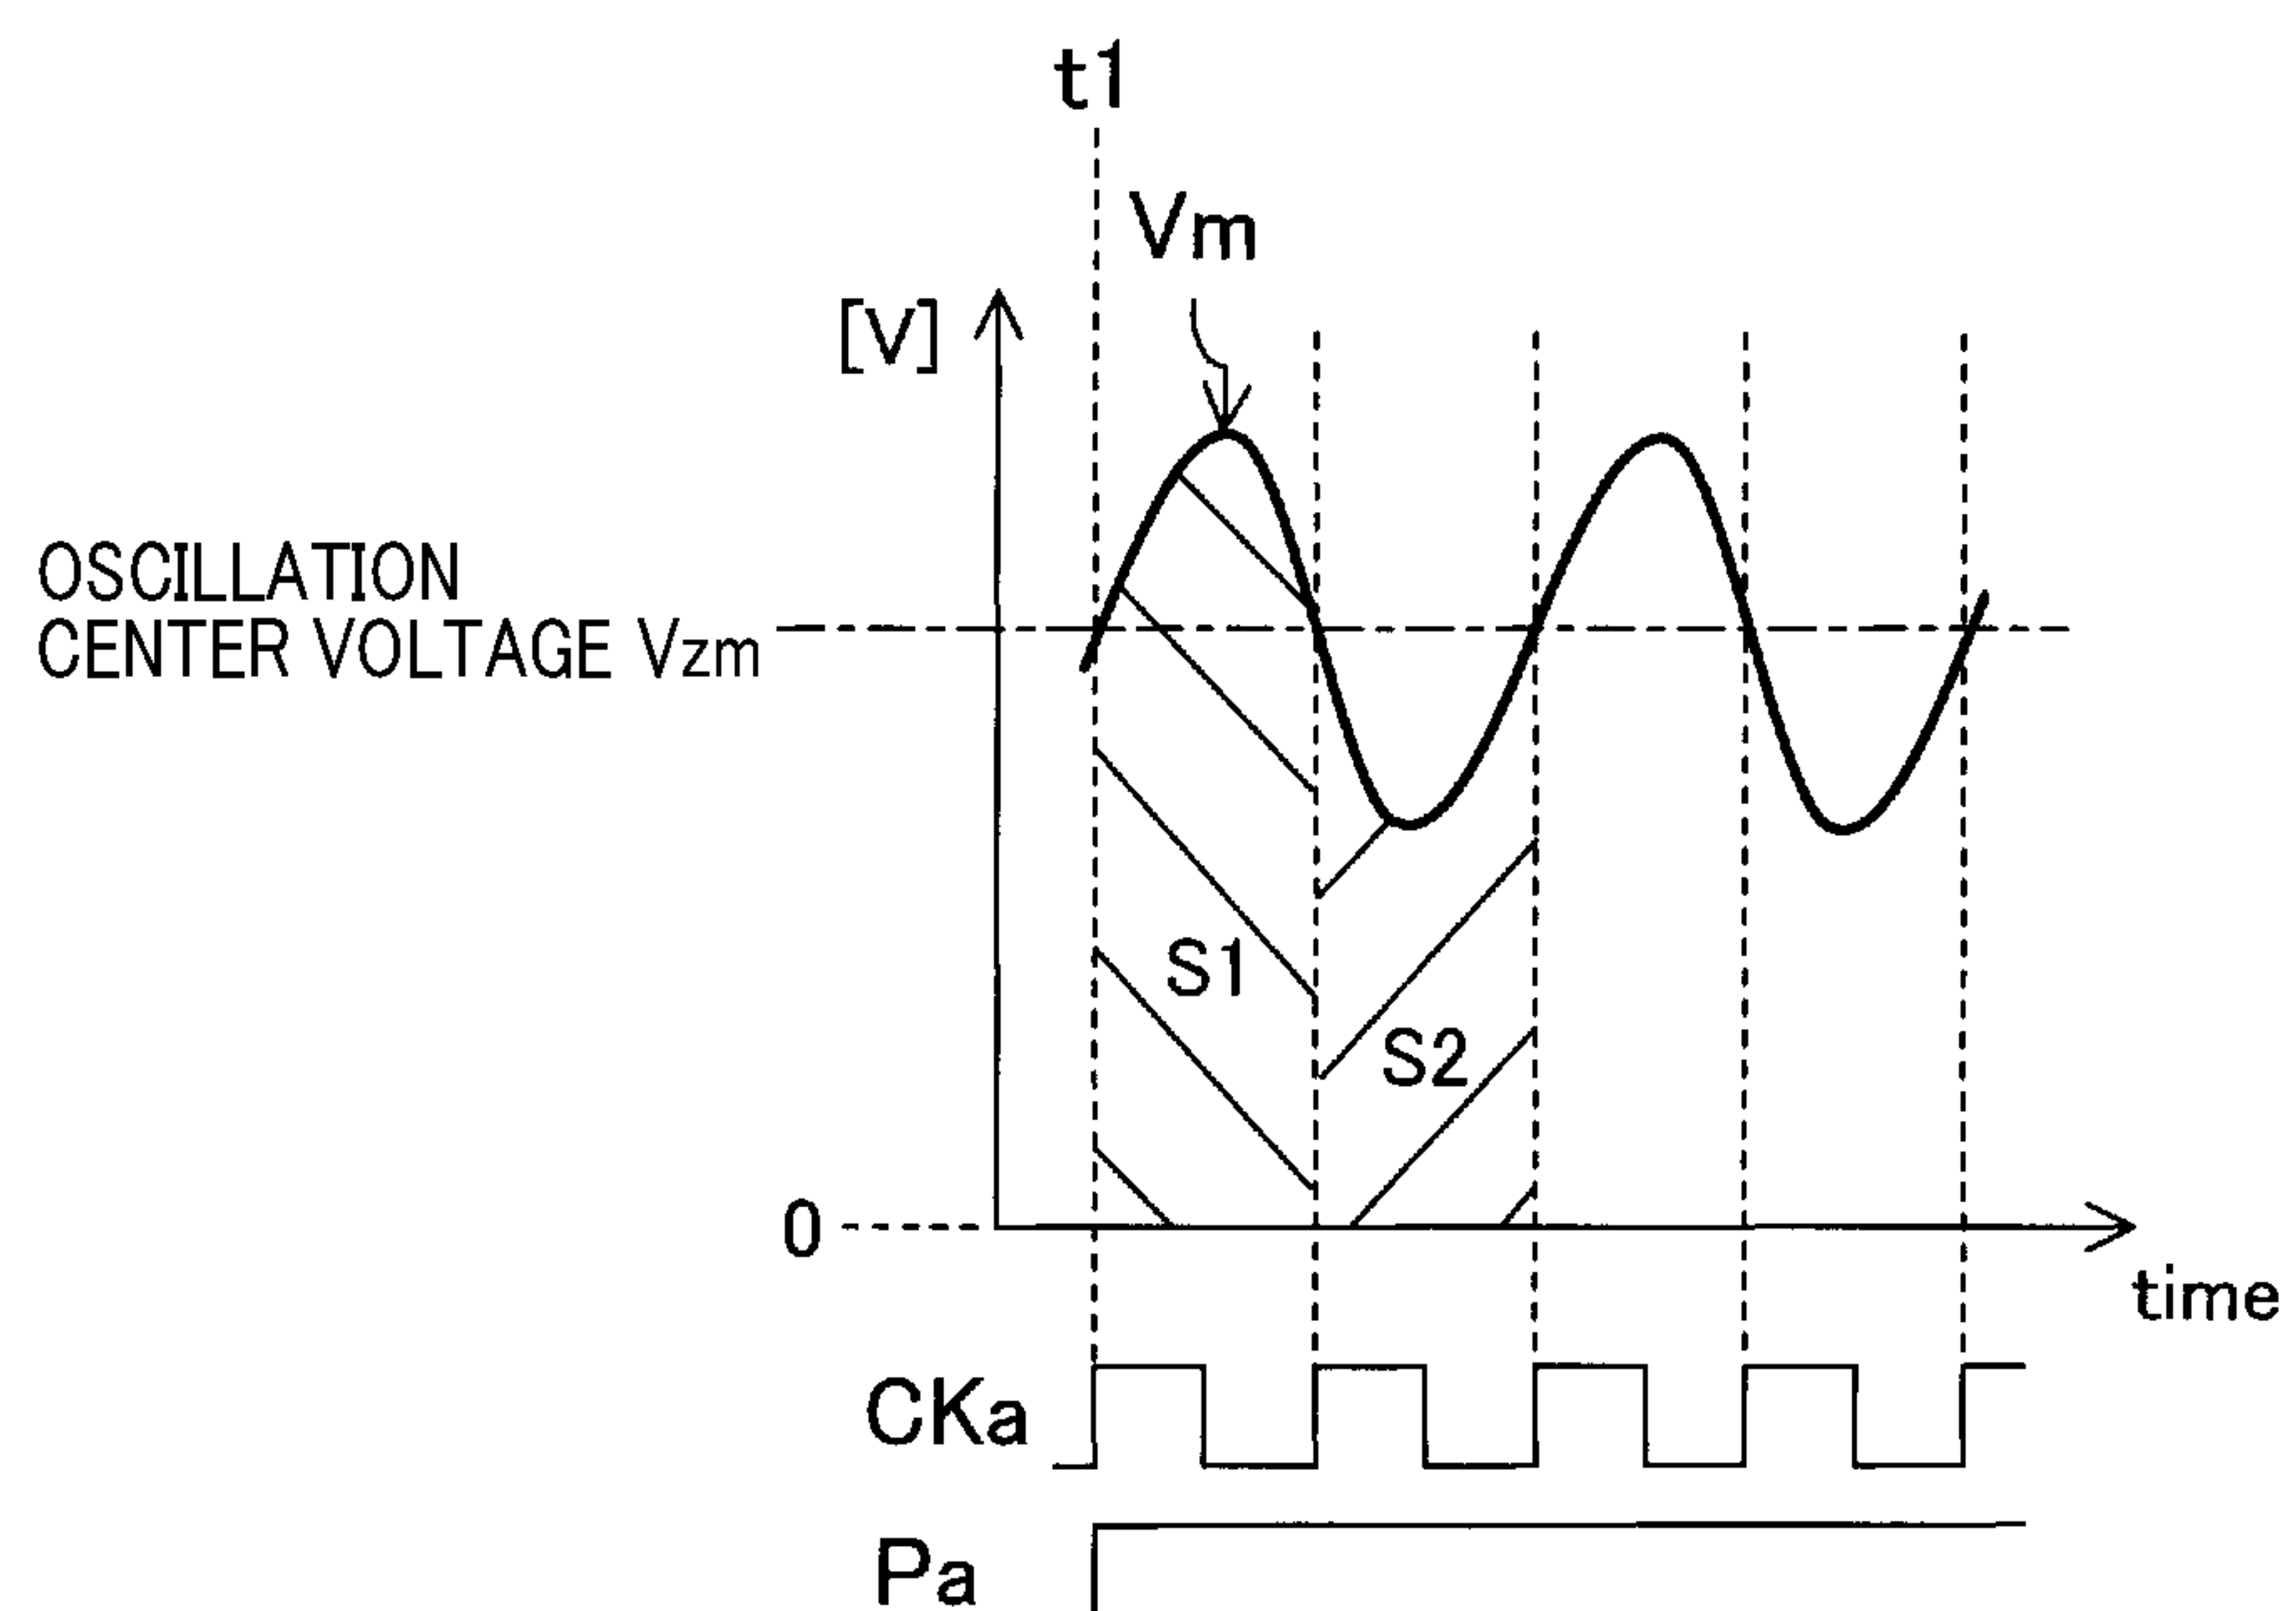 t1
Vm
[V]
OSCILLATION
CENTER VOLTAGE Vzm
S1
S2
0
time
CKa
Pa